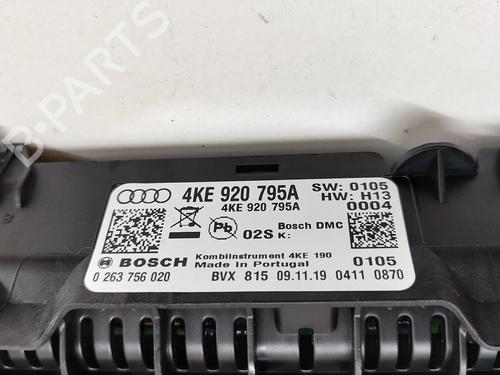 4KE 920 795A SW: 0105
4KE 920 795A HW: H13
0004
Pb 02S Bosch DMC
K:
BOSCH Kombiinstrument 4KE 190 0105
Made in Portugal
0 263 756 020 BVX 815 09.11.19 0411 0870